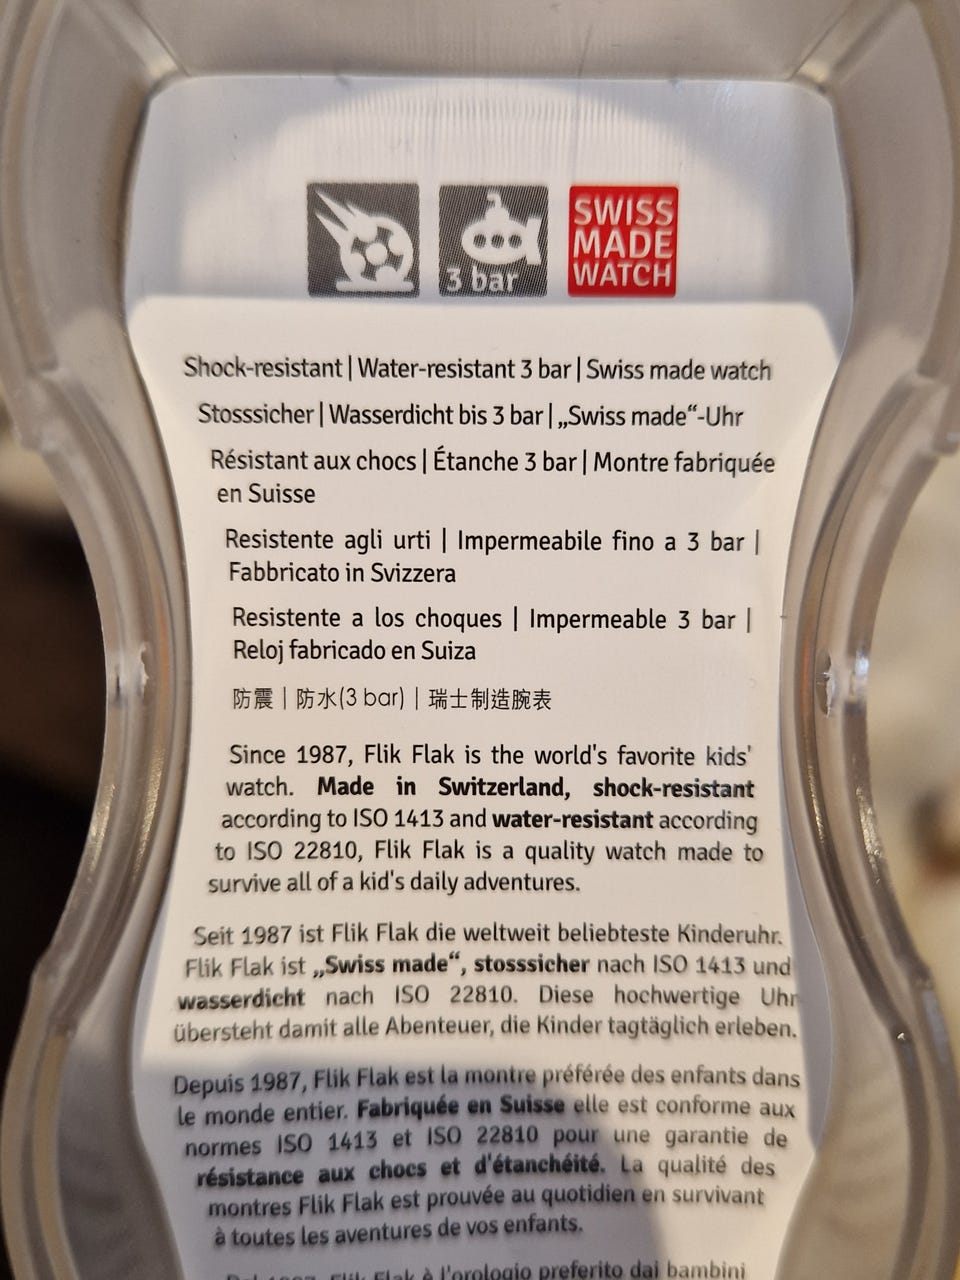 3 bar
SWISS
MADE
WATCH
Shock-resistant | Water-resistant 3 bar | Swiss made watch
Stosssicher | Wasserdicht bis 3 bar | „Swiss made“-Uhr
Résistant aux chocs | Étanche 3 bar | Montre fabriquée
en Suisse
Resistente agli urti | Impermeabile fino a 3 bar |
Fabbricato in Svizzera
Resistente a los choques | Impermeable 3 bar |
Reloj fabricado en Suiza
防震 | 防水(3 bar) | 瑞士制造腕表
Since 1987, Flik Flak is the world's favorite kids'
watch. Made in Switzerland, shock-resistant
according to ISO 1413 and water-resistant according
to ISO 22810, Flik Flak is a quality watch made to
survive all of a kid's daily adventures.
Seit 1987 ist Flik Flak die weltweit beliebteste Kinderuhr.
Flik Flak ist „Swiss made“, stosssicher nach ISO 1413 und
wasserdicht nach ISO 22810. Diese hochwertige Uhr
übersteht damit alle Abenteuer, die Kinder tagtäglich erleben.
Depuis 1987, Flik Flak est la montre préférée des enfants dans
le monde entier. Fabriquée en Suisse elle est conforme aux
normes ISO 1413 et ISO 22810 pour une garantie de
résistance aux chocs et d'étanchéité. La qualité des
montres Flik Flak est prouvée au quotidien en survivant
à toutes les aventures de vos enfants.
Dal 1987, Flik Flak è l'orologio preferito dai bambini